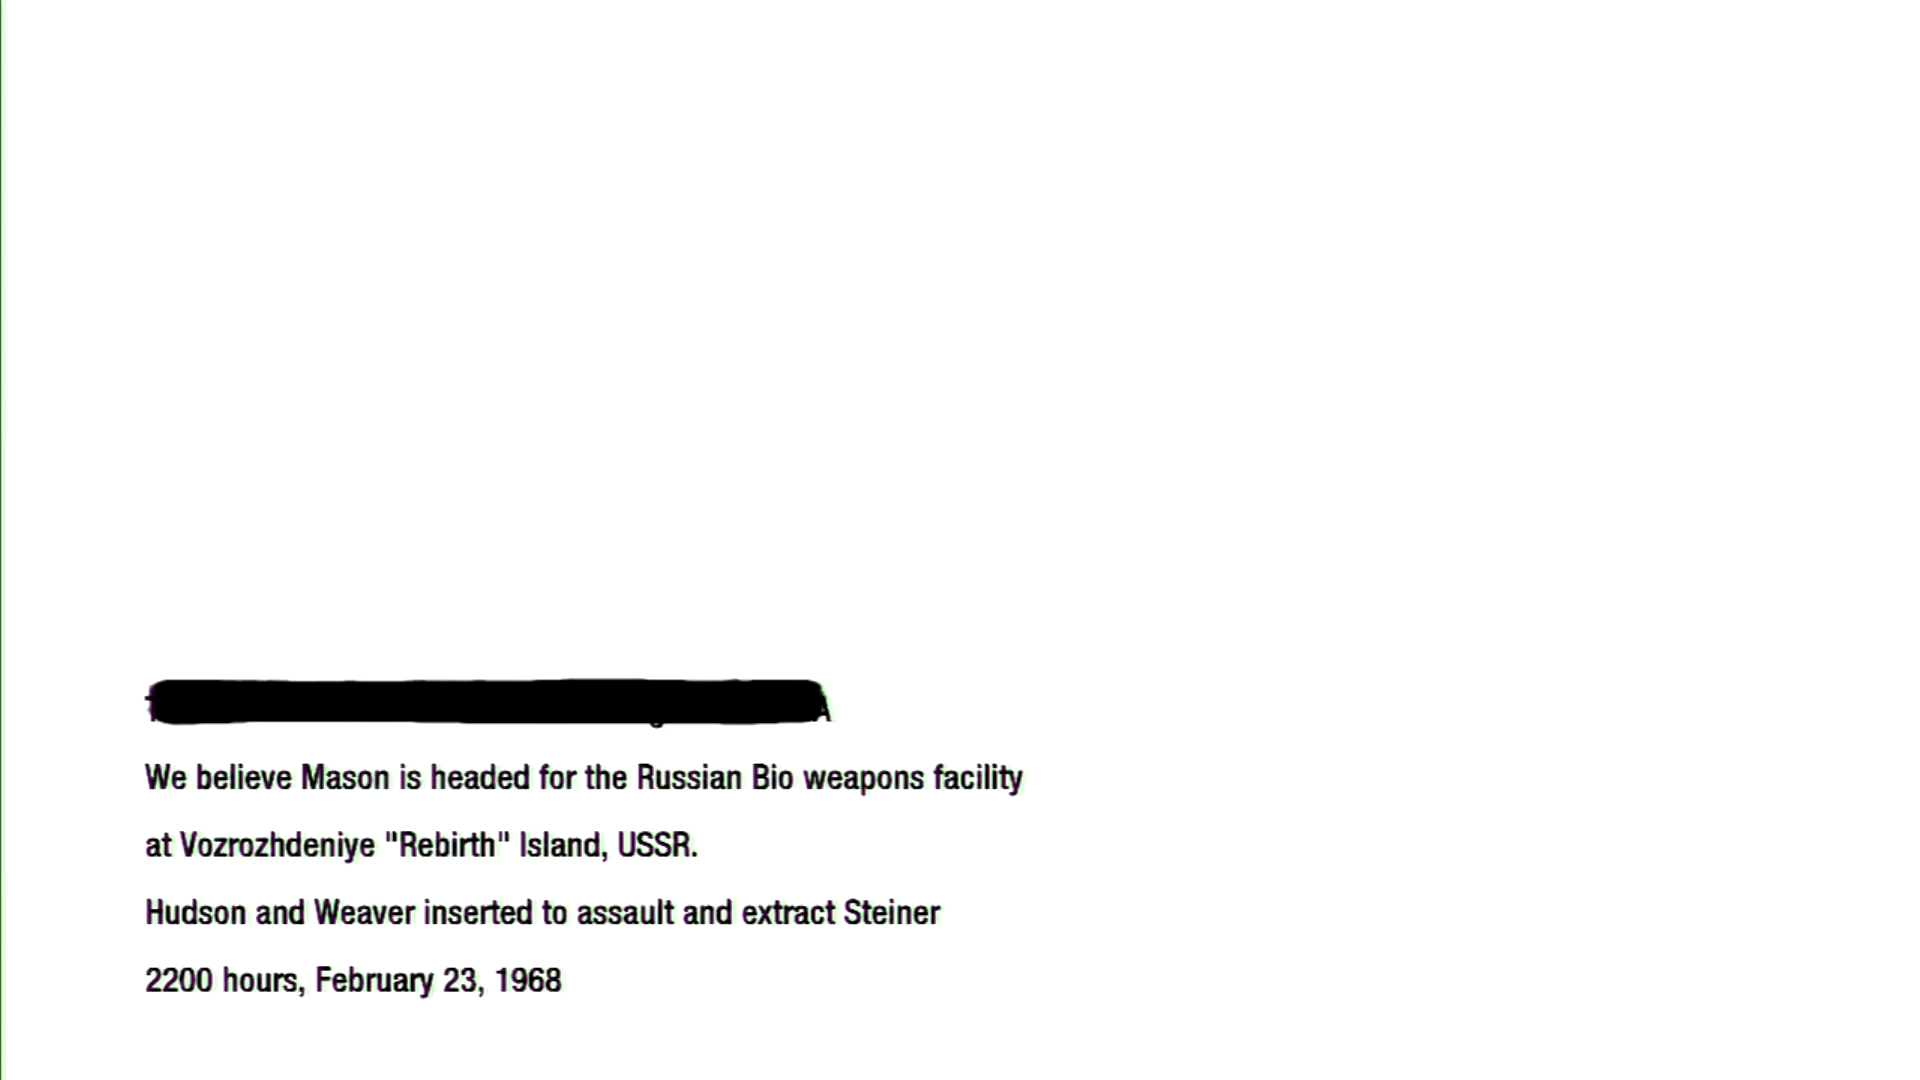 We believe Mason is headed for the Russian Bio weapons facility
at Vozrozhdeniye "Rebirth" Island, USSR.
Hudson and Weaver inserted to assault and extract Steiner
2200 hours, February 23, 1968